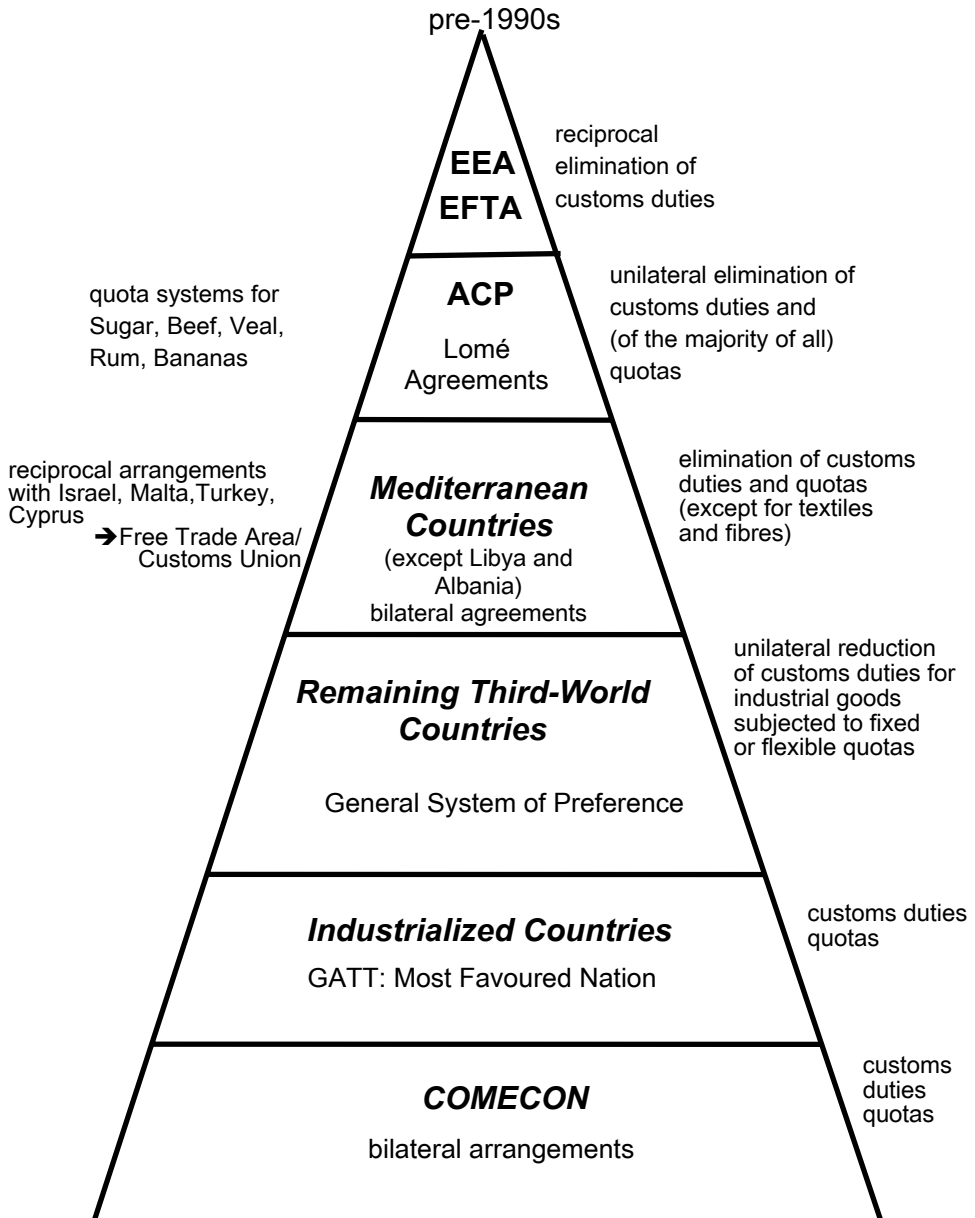 pre-1990s
EEA
EFTA
reciprocal
elimination of
customs duties
quota systems for
Sugar, Beef, Veal,
Rum, Bananas
ACP
Lomé
Agreements
unilateral elimination of
customs duties and
(of the majority of all)
quotas
reciprocal arrangements
with Israel, Malta,Turkey,
Cyprus
➔Free Trade Area/
Customs Union
Mediterranean
Countries
(except Libya and
Albania)
bilateral agreements
elimination of customs
duties and quotas
(except for textiles
and fibres)
Remaining Third-World
Countries
General System of Preference
unilateral reduction
of customs duties for
industrial goods
subjected to fixed
or flexible quotas
Industrialized Countries
GATT: Most Favoured Nation
customs duties
quotas
COMECON
bilateral arrangements
customs
duties
quotas